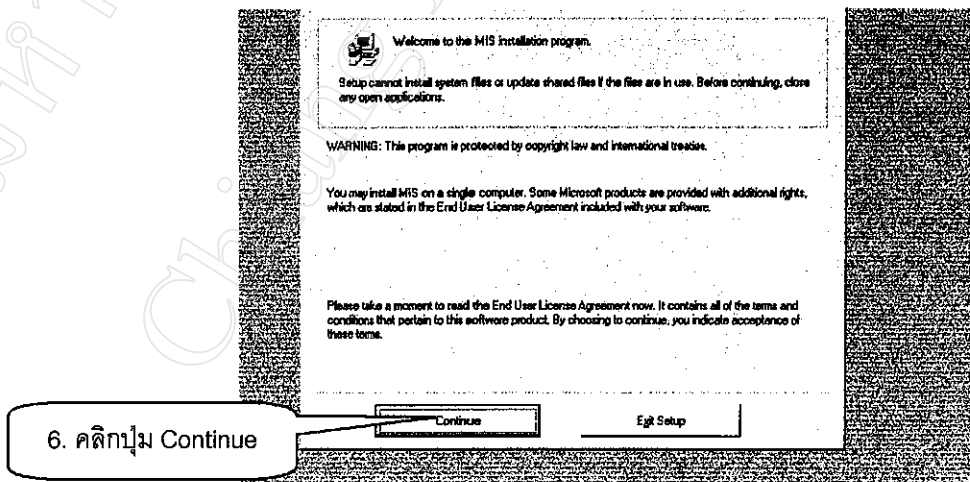 Welcome to the MIS installation program.
Setup cannot install system files or update shared files if the files are in use. Before continuing, close
any open applications.
WARNING: This program is protected by copyright law and international treaties.
You may install MIS on a single computer. Some Microsoft products are provided with additional rights,
which are stated in the End User License Agreement included with your software.
Please take a moment to read the End User License Agreement now. It contains all of the terms and
conditions that pertain to this software product. By choosing to continue, you indicate acceptance of
these terms.
Continue
Exit Setup
6. คลิกปุ่ม Continue